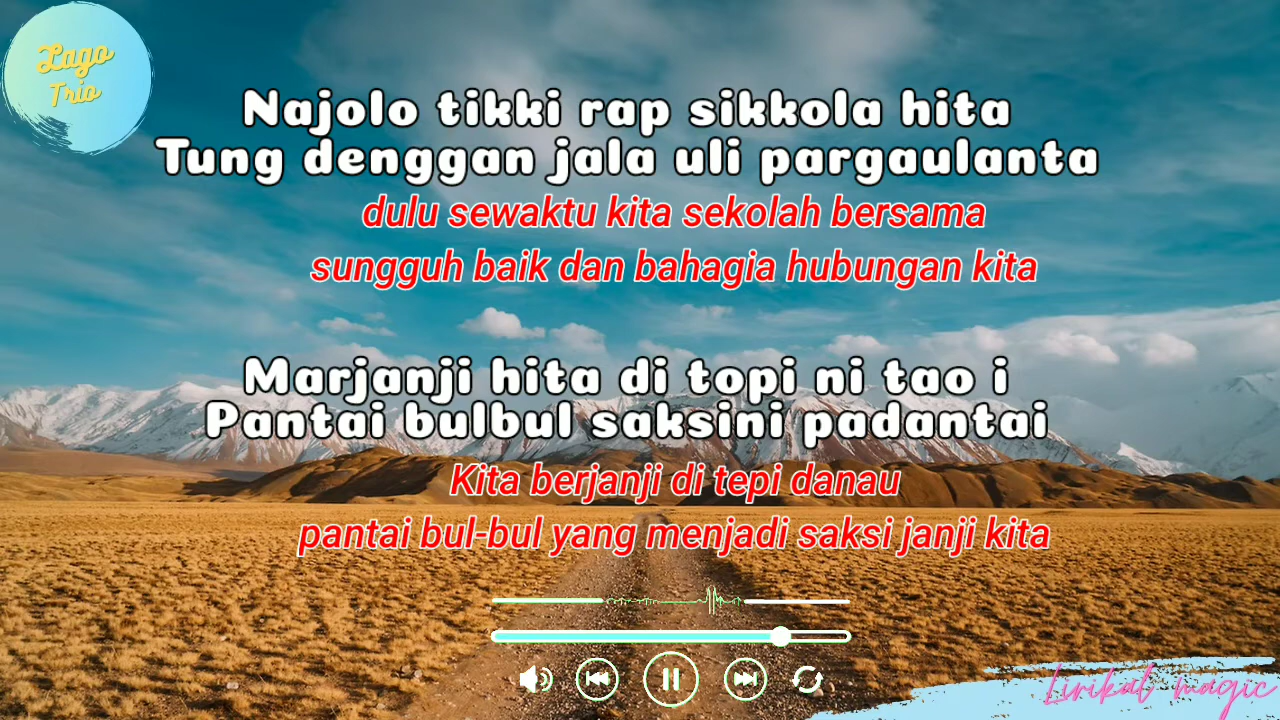 Lago
Trio
Najolo tikki rap sikkola hita
Tung denggan jala uli pargaulanta
dulu sewaktu kita sekolah bersama
sungguh baik dan bahagia hubungan kita
Marjanji hita di topi ni tao i
Pantai bulbul saksini padantai
Kita berjanji di tepi danau
pantai bul-bul yang menjadi saksi janji kita
Lirikal magic